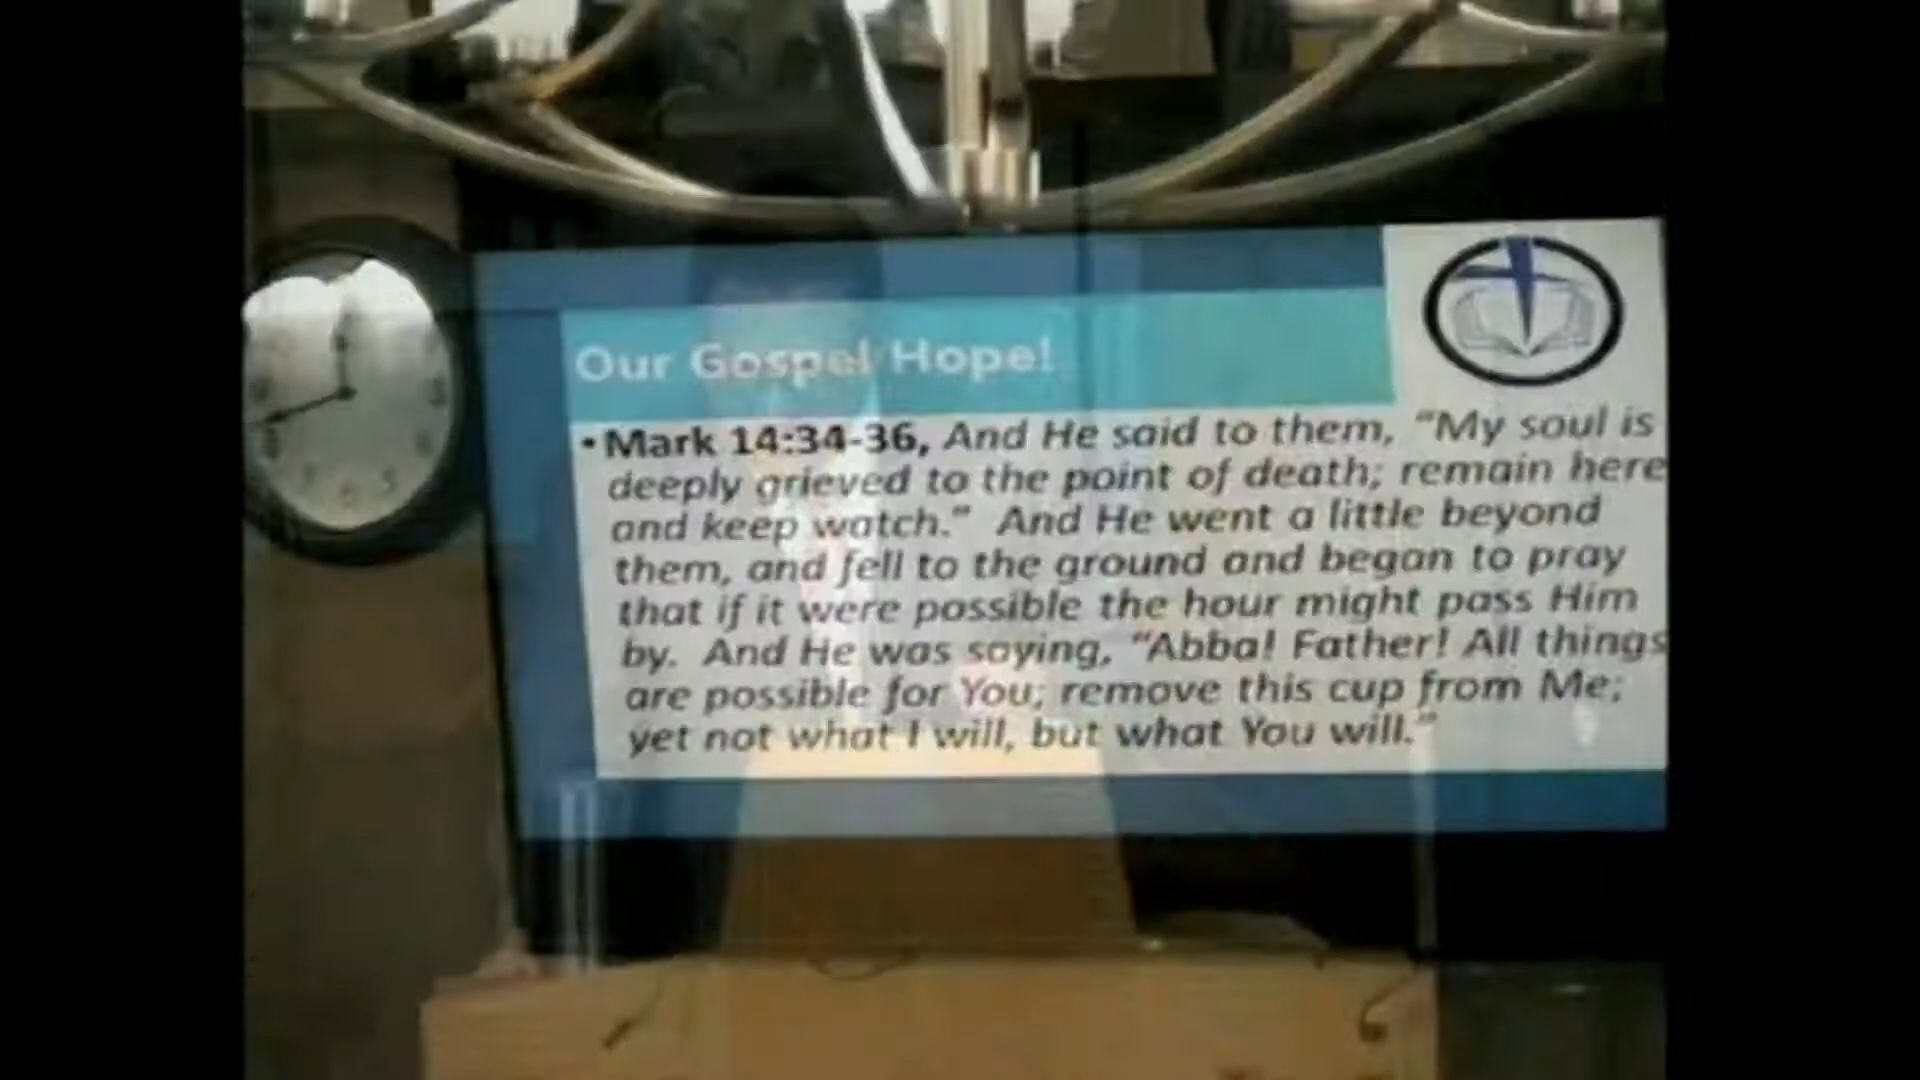 Our Gospel Hope!
• Mark 14:34-36, And He said to them, “My soul is
deeply grieved to the point of death; remain here
and keep watch.” And He went a little beyond
them, and fell to the ground and began to pray
that if it were possible the hour might pass Him
by. And He was saying, “Abba! Father! All things
are possible for You; remove this cup from Me;
yet not what I will, but what You will.”